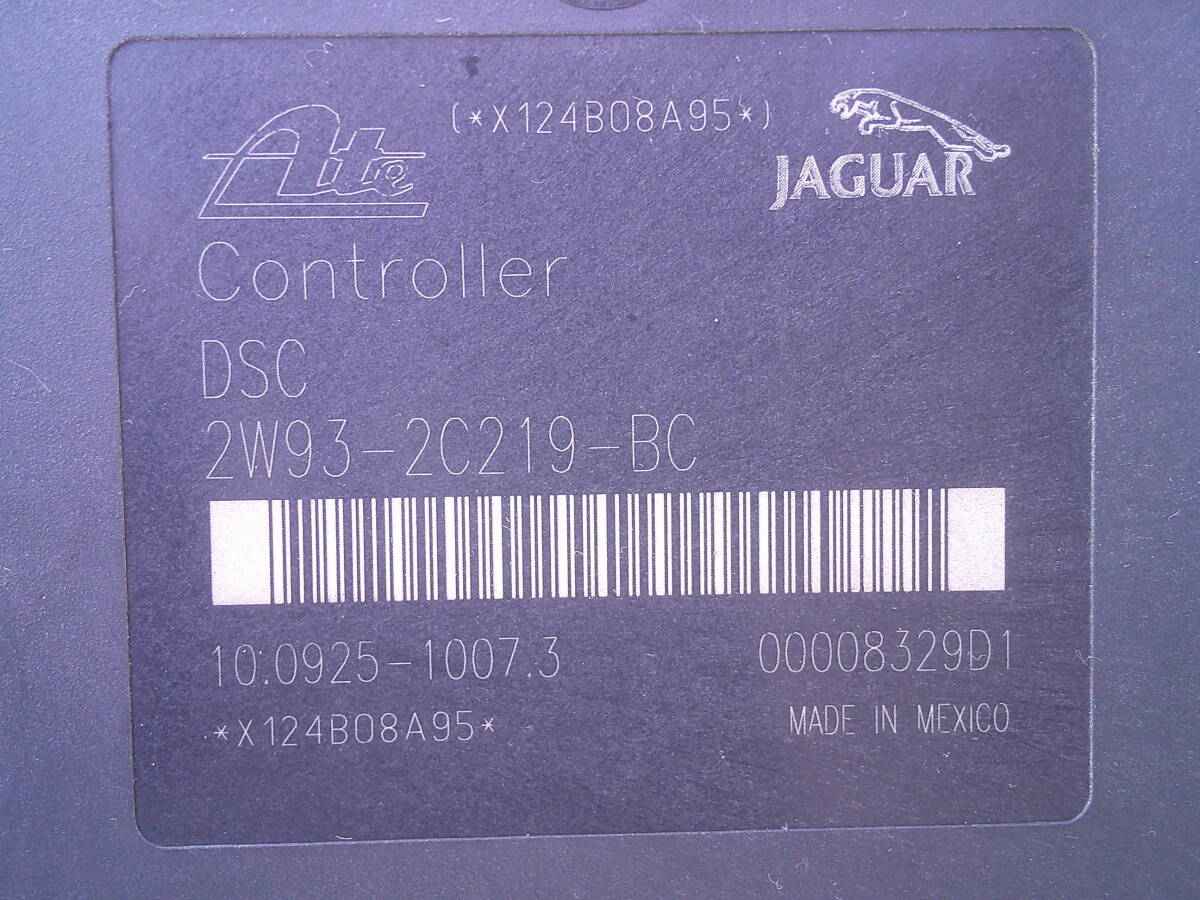 Ate
(*X124B08A95*)
JAGUAR
Controller
DSC
2W93-2C219-BC
10.0925-1007.3
00008329D1
*X124B08A95*
MADE IN MEXICO